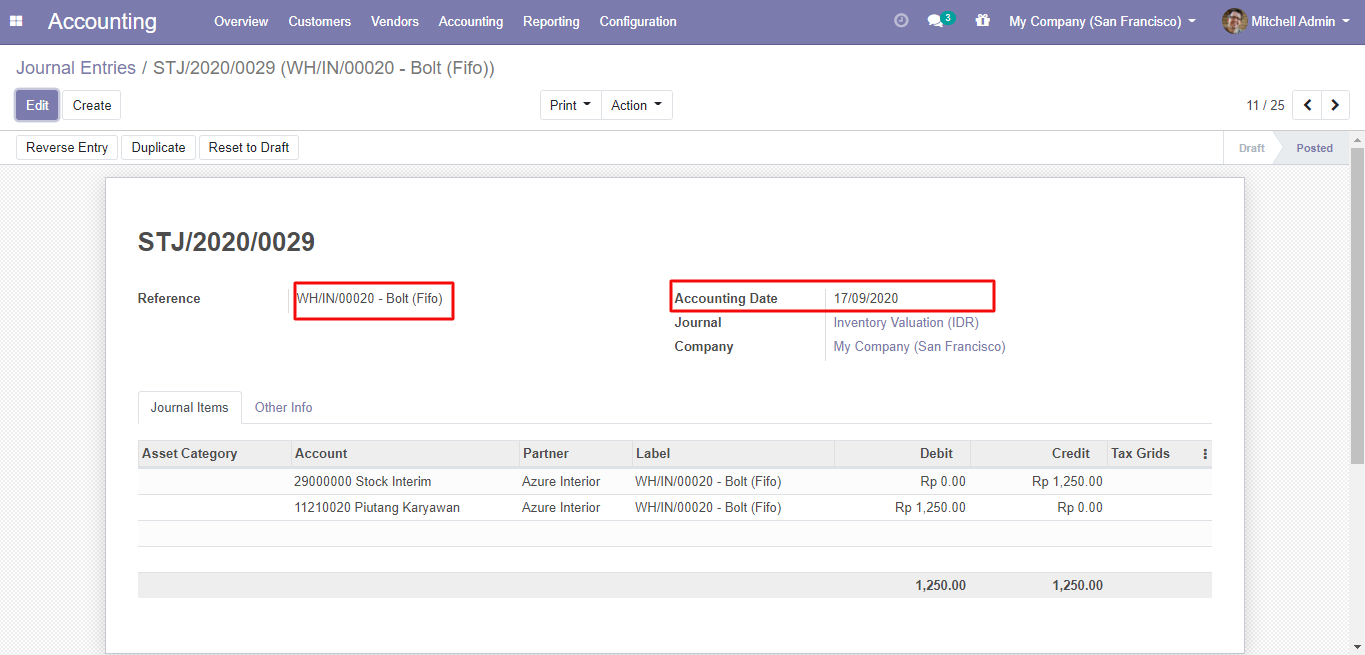 Accounting Overview Customers Vendors Accounting Reporting Configuration 3 My Company (San Francisco) Mitchell Admin
Journal Entries / STJ/2020/0029 (WH/IN/00020 - Bolt (Fifo))
Edit Create Print Action 11 / 25
Reverse Entry Duplicate Reset to Draft Draft Posted
STJ/2020/0029
Reference WH/IN/00020 - Bolt (Fifo) Accounting Date 17/09/2020
Journal Inventory Valuation (IDR)
Company My Company (San Francisco)
Journal Items Other Info
Asset Category Account Partner Label Debit Credit Tax Grids
29000000 Stock Interim Azure Interior WH/IN/00020 - Bolt (Fifo) Rp 0.00 Rp 1,250.00
11210020 Piutang Karyawan Azure Interior WH/IN/00020 - Bolt (Fifo) Rp 1,250.00 Rp 0.00
1,250.00 1,250.00